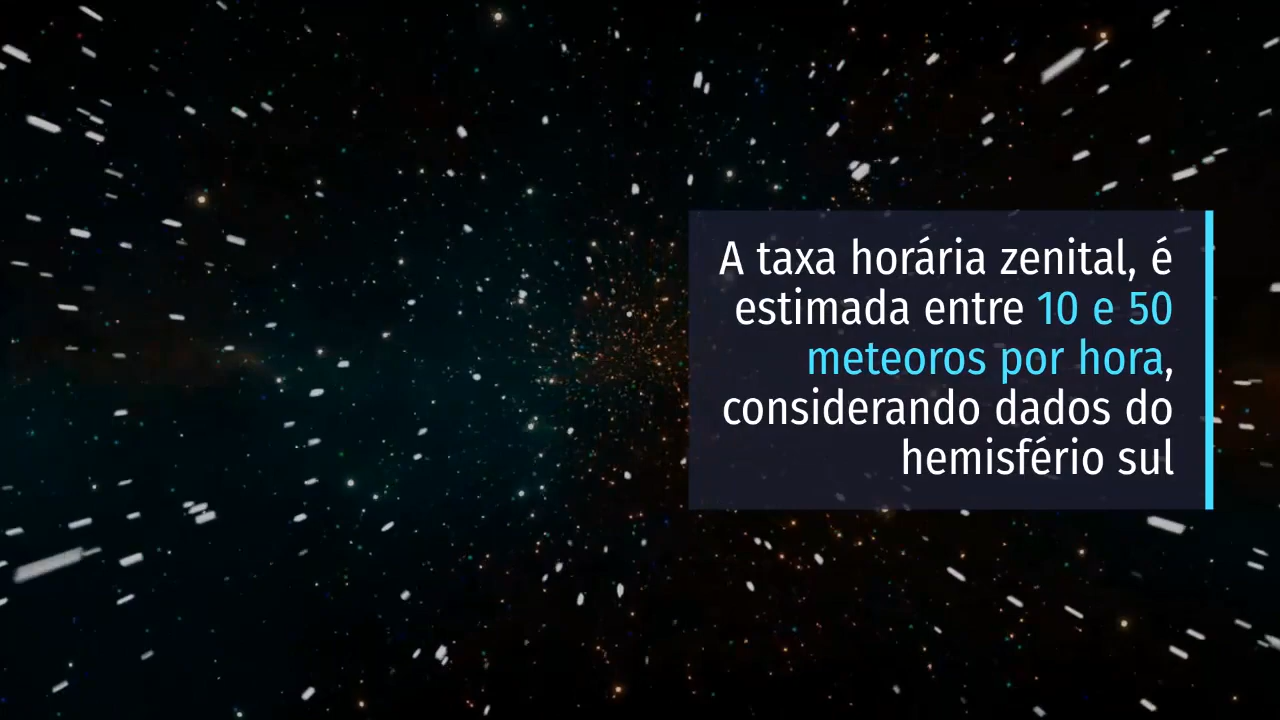 A taxa horária zenital, é
estimada entre 10 e 50
meteoros por hora,
considerando dados do
hemisfério sul